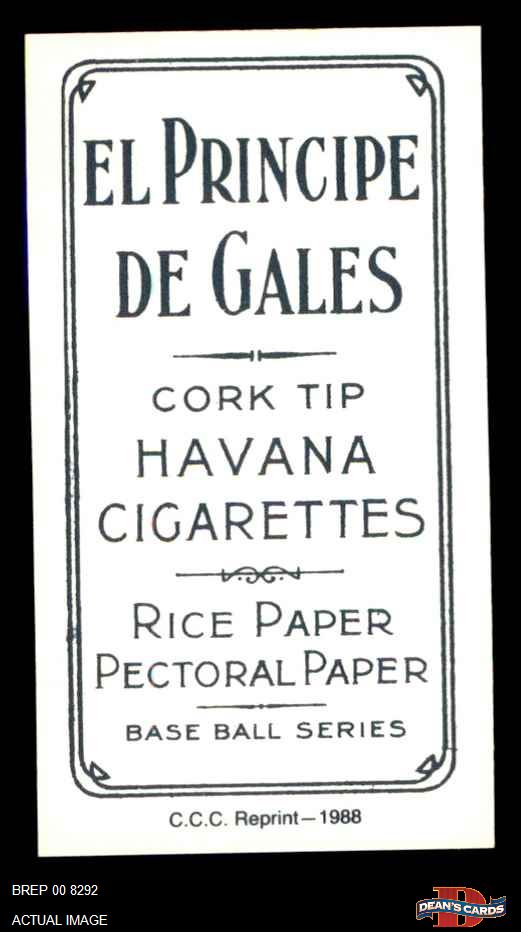 EL PRINCIPE
DE GALES
CORK TIP
HAVANA
CIGARETTES
RICE PAPER
PECTORAL PAPER
BASE BALL SERIES
C.C.C. Reprint—1988
BREP 00 8292
ACTUAL IMAGE
D
DEAN'S CARDS